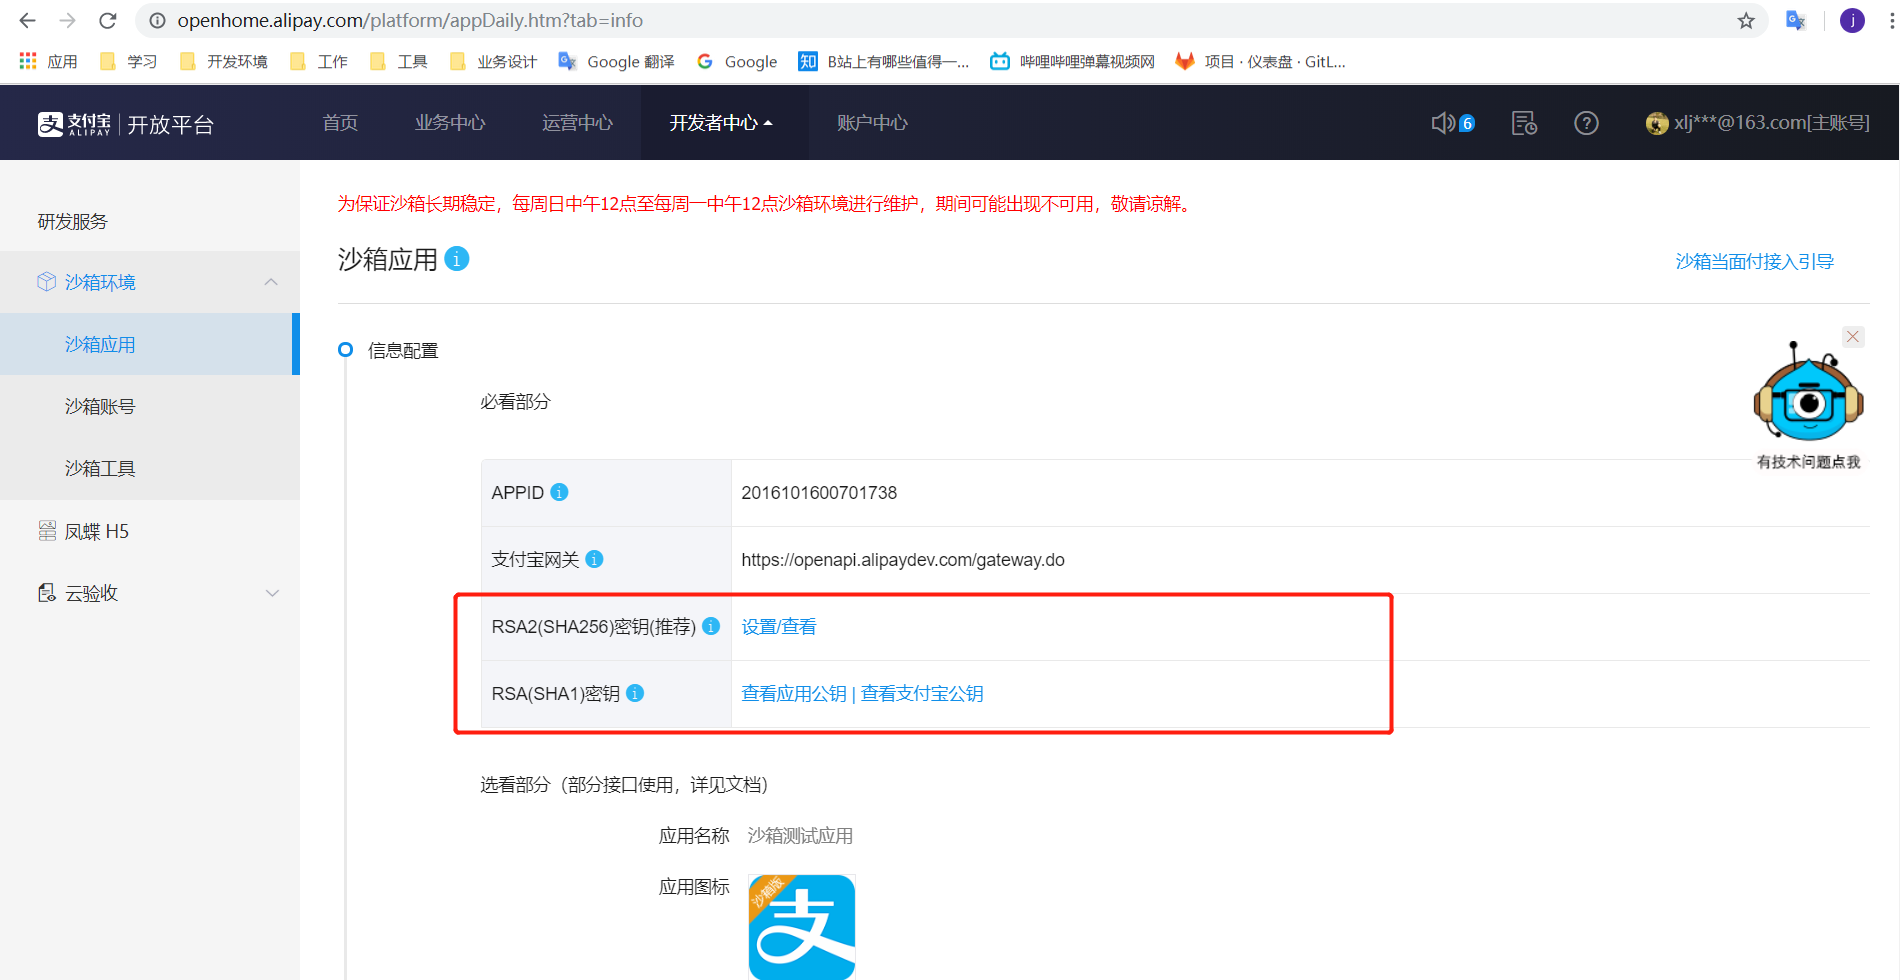 openhome.alipay.com/platform/appDaily.htm?tab=info
j
应用 学习 开发环境 工作 工具 业务设计 Google 翻译 Google 知 B站上有哪些值得一... 哔哩哔哩弹幕视频网 项目 · 仪表盘 · GitL...
支 支付宝 ALIPAY 开放平台 首页 业务中心 运营中心 开发者中心 账户中心 6 xlj***@163.com[主账号]
研发服务
沙箱环境
沙箱应用
沙箱账号
沙箱工具
凤蝶 H5
云验收
为保证沙箱长期稳定，每周日中午12点至每周一中午12点沙箱环境进行维护，期间可能出现不可用，敬请谅解。
沙箱应用 沙箱当面付接入引导
信息配置
必看部分
有技术问题点我
APPID 2016101600701738
支付宝网关 https://openapi.alipaydev.com/gateway.do
RSA2(SHA256)密钥(推荐) 设置/查看
RSA(SHA1)密钥 查看应用公钥 | 查看支付宝公钥
选看部分（部分接口使用，详见文档）
应用名称 沙箱测试应用
应用图标
沙箱版
支